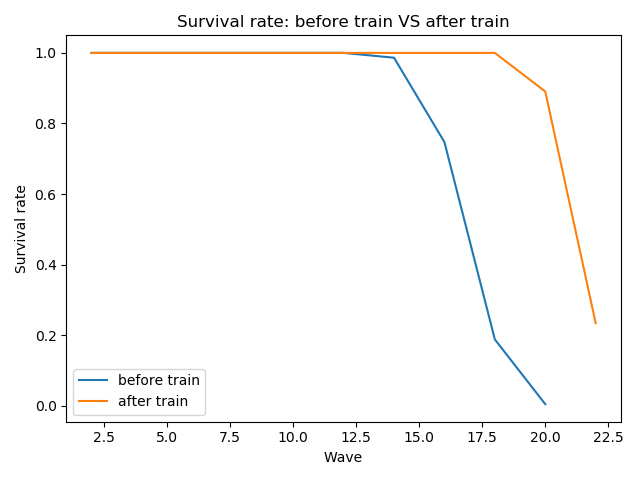 Survival rate: before train VS after train
1.0
0.8
0.6
0.4
0.2
0.0
Survival rate
before train
after train
2.5 5.0 7.5 10.0 12.5 15.0 17.5 20.0 22.5
Wave